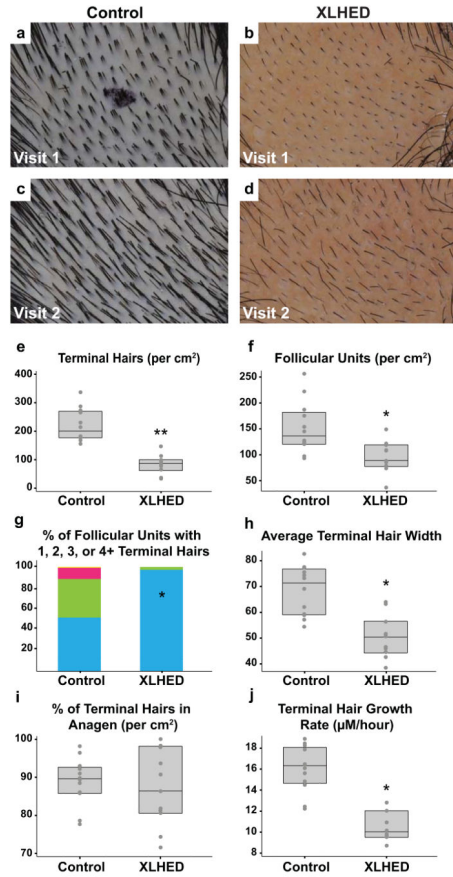 Control
XLHED
a
b
Visit 1
Visit 1
c
d
Visit 2
Visit 2
e
Terminal Hairs (per cm²)
400
300
200
100
0
**
Control
XLHED
f
Follicular Units (per cm²)
250
200
150
100
50
*
Control
XLHED
g
% of Follicular Units with
1, 2, 3, or 4+ Terminal Hairs
100
80
60
40
20
*
Control
XLHED
h
Average Terminal Hair Width
80
70
60
50
40
*
Control
XLHED
i
% of Terminal Hairs in
Anagen (per cm²)
100
90
80
70
Control
XLHED
j
Terminal Hair Growth
Rate (µM/hour)
18
16
14
12
10
8
*
Control
XLHED